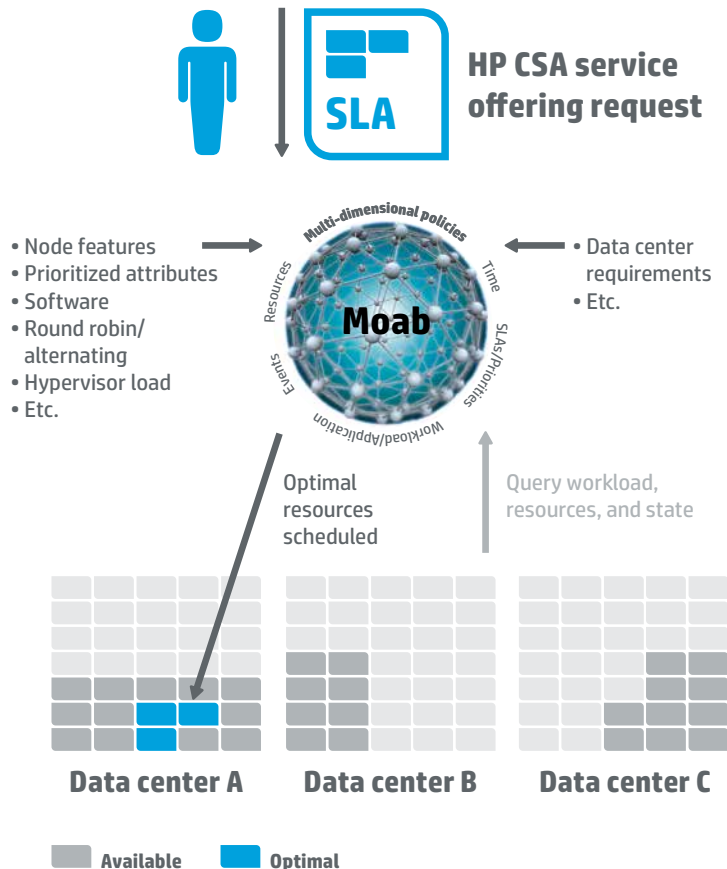 HP CSA service
offering request
SLA
Multi-dimensional policies
Resources
Time
• Node features
• Prioritized attributes
• Software
• Round robin/
alternating
• Hypervisor load
• Etc.
• Data center
requirements
• Etc.
Moab
Events
SLAs/Priorities
Workload/Application
Optimal
resources
scheduled
Query workload,
resources, and state
Data center A
Data center B
Data center C
Available
Optimal